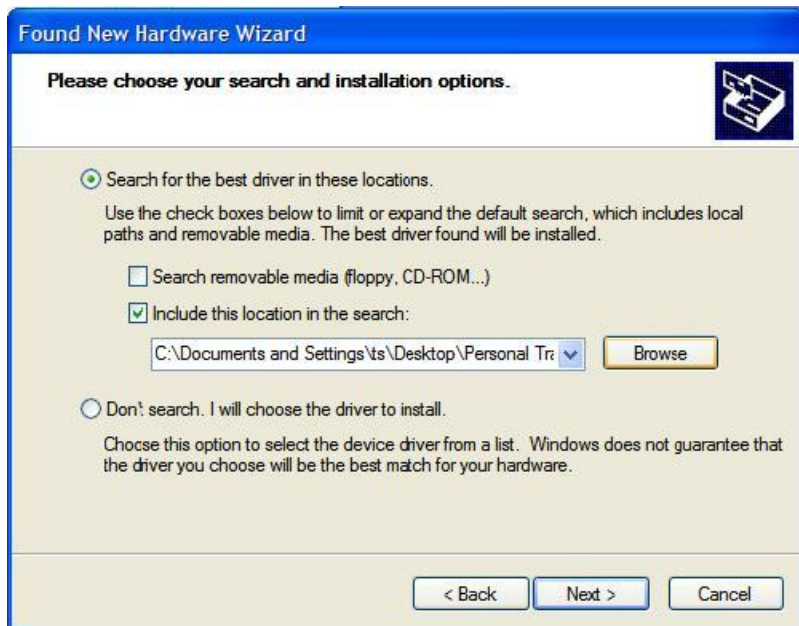 Found New Hardware Wizard
Please choose your search and installation options.
Search for the best driver in these locations.
Use the check boxes below to limit or expand the default search, which includes local
paths and removable media. The best driver found will be installed.
Search removable media (floppy, CD-ROM...)
Include this location in the search:
C:\Documents and Settings\ts\Desktop\Personal Tra
Browse
Don't search. I will choose the driver to install.
Choose this option to select the device driver from a list. Windows does not guarantee that
the driver you choose will be the best match for your hardware.
< Back
Next >
Cancel